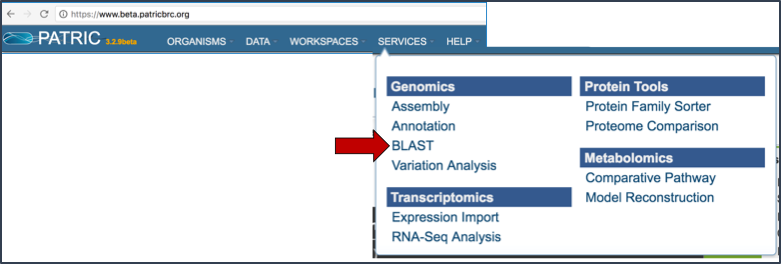 https://www.beta.patricbrc.org
PATRIC 3.2.9beta ORGANISMS DATA WORKSPACES SERVICES HELP
Genomics
Assembly
Annotation
BLAST
Variation Analysis
Transcriptomics
Expression Import
RNA-Seq Analysis
Protein Tools
Protein Family Sorter
Proteome Comparison
Metabolomics
Comparative Pathway
Model Reconstruction